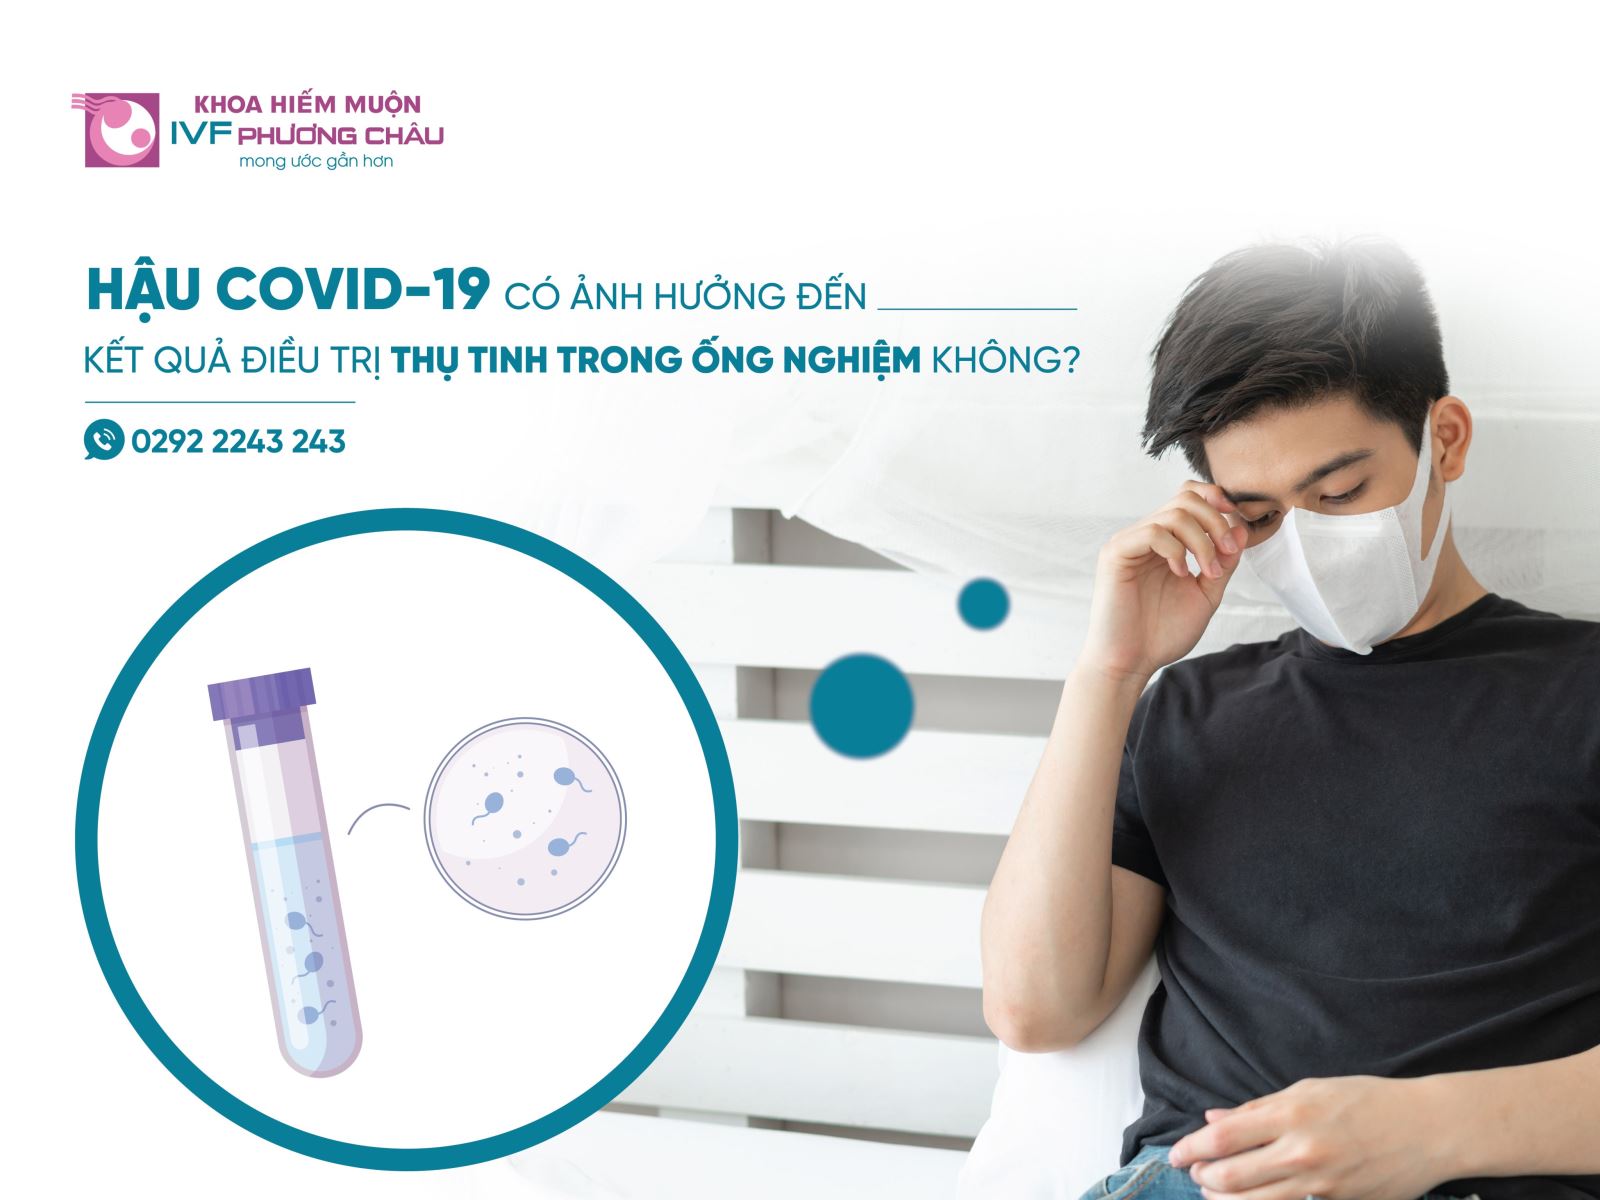 KHOA HIẾM MUỘN
IVF PHƯƠNG CHÂU
mong ước gần hơn
HẬU COVID-19 CÓ ẢNH HƯỞNG ĐẾN
KẾT QUẢ ĐIỀU TRỊ THỤ TINH TRONG ỐNG NGHIỆM KHÔNG?
0292 2243 243